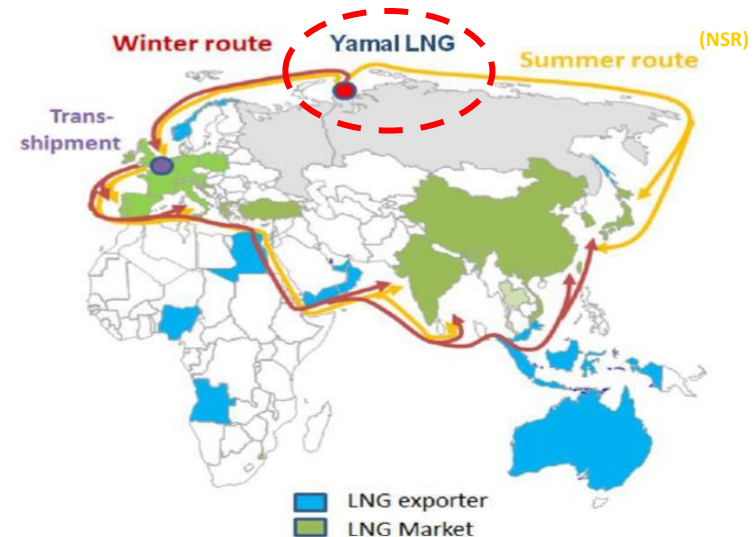 Winter route
Yamal LNG
Summer route
(NSR)
Trans-
shipment
LNG exporter
LNG Market